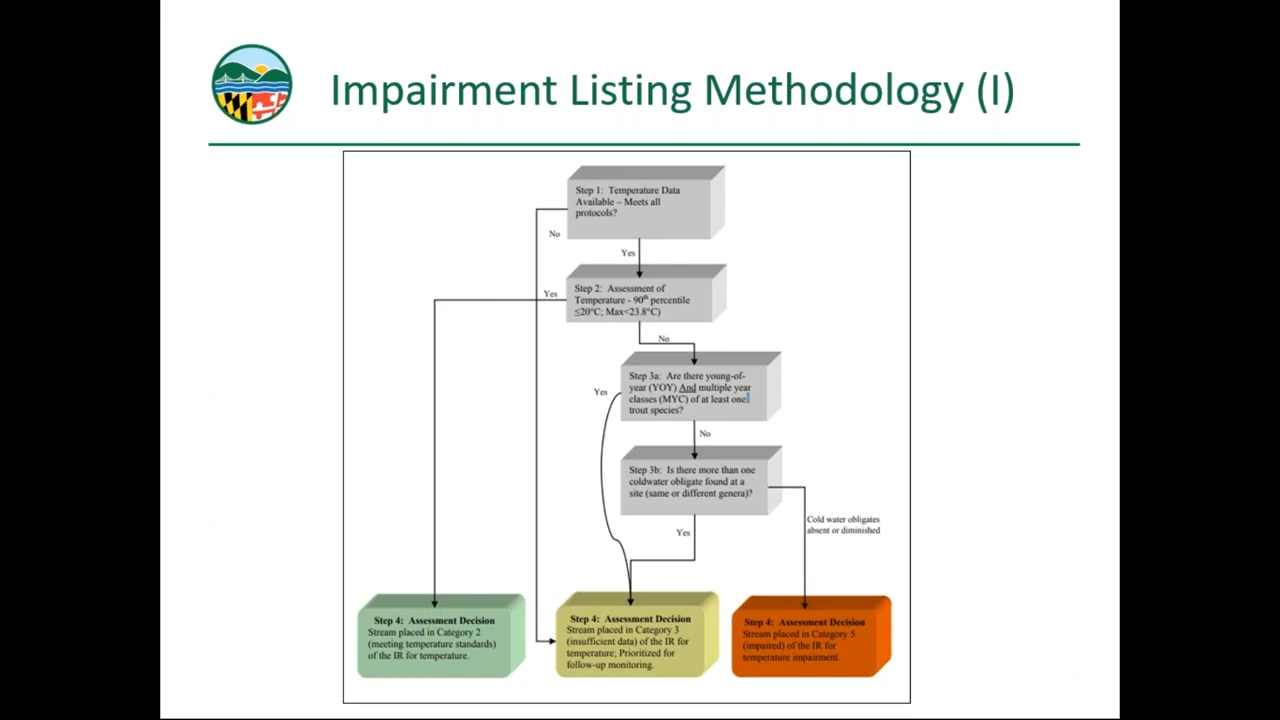 Impairment Listing Methodology (I)
Step 1: Temperature Data
Available – Meets all
protocols?
No
Yes
Step 2: Assessment of
Temperature - 90th percentile
≤20°C; Max<23.8°C)
Yes
No
Step 3a: Are there young-of-
year (YOY) And multiple year
classes (MYC) of at least one
trout species?
Yes
No
Step 3b: Is there more than one
coldwater obligate found at a
site (same or different genera)?
Cold water obligates
absent or diminished
Yes
Step 4: Assessment Decision
Stream placed in Category 2
(meeting temperature standards)
of the IR for temperature.
Step 4: Assessment Decision
Stream placed in Category 3
(insufficient data) of the IR for
temperature; Prioritized for
follow-up monitoring.
Step 4: Assessment Decision
Stream placed in Category 5
(impaired) of the IR for
temperature impairment.